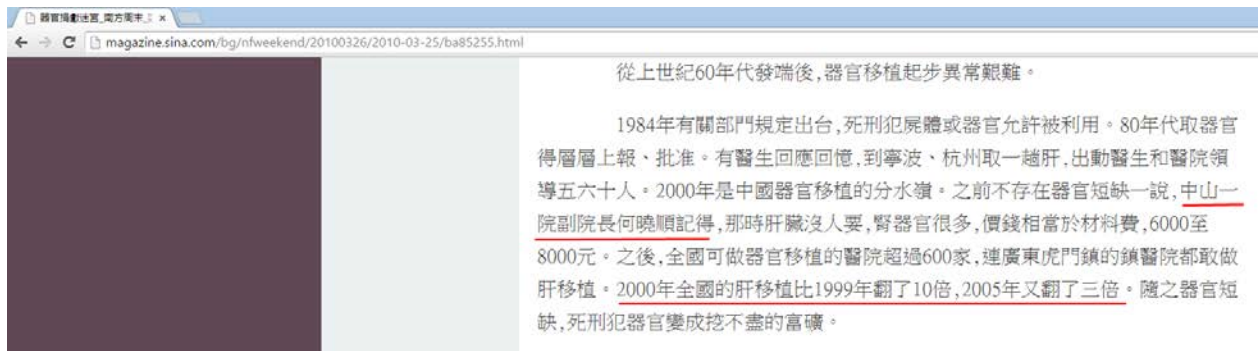 器官捐獻迷宮_南方周末_
magazine.sina.com/bg/nfweekend/20100326/2010-03-25/ba85255.html
從上世紀60年代發端後,器官移植起步異常艱難。
1984年有關部門規定出台,死刑犯屍體或器官允許被利用。80年代取器官
得層層上報、批准。有醫生回應回憶,到寧波、杭州取一趟肝,出動醫生和醫院領
導五六十人。2000年是中國器官移植的分水嶺。之前不存在器官短缺一說,中山一
院副院長何曉順記得,那時肝臟沒人要,腎器官很多,價錢相當於材料費,6000至
8000元。之後,全國可做器官移植的醫院超過600家,連廣東虎門鎮的鎮醫院都敢做
肝移植。2000年全國的肝移植比1999年翻了10倍,2005年又翻了三倍。隨之器官短
缺,死刑犯器官變成挖不盡的富礦。